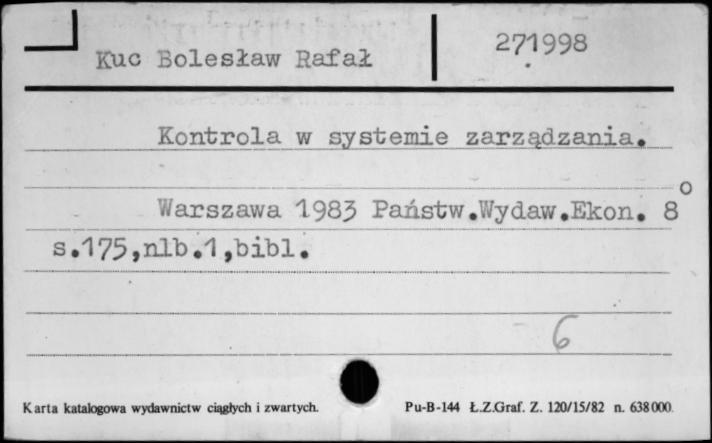 Kuc Bolesław Rafał 271998
Kontrola w systemie zarządzania.
Warszawa 1983 Państw.Wydaw.Ekon. 8°
s.175,nlb.1,bibl.
6
Karta katalogowa wydawnictw ciągłych i zwartych. Pu-B-144 Ł.Z.Graf. Z. 120/15/82 n. 638000.